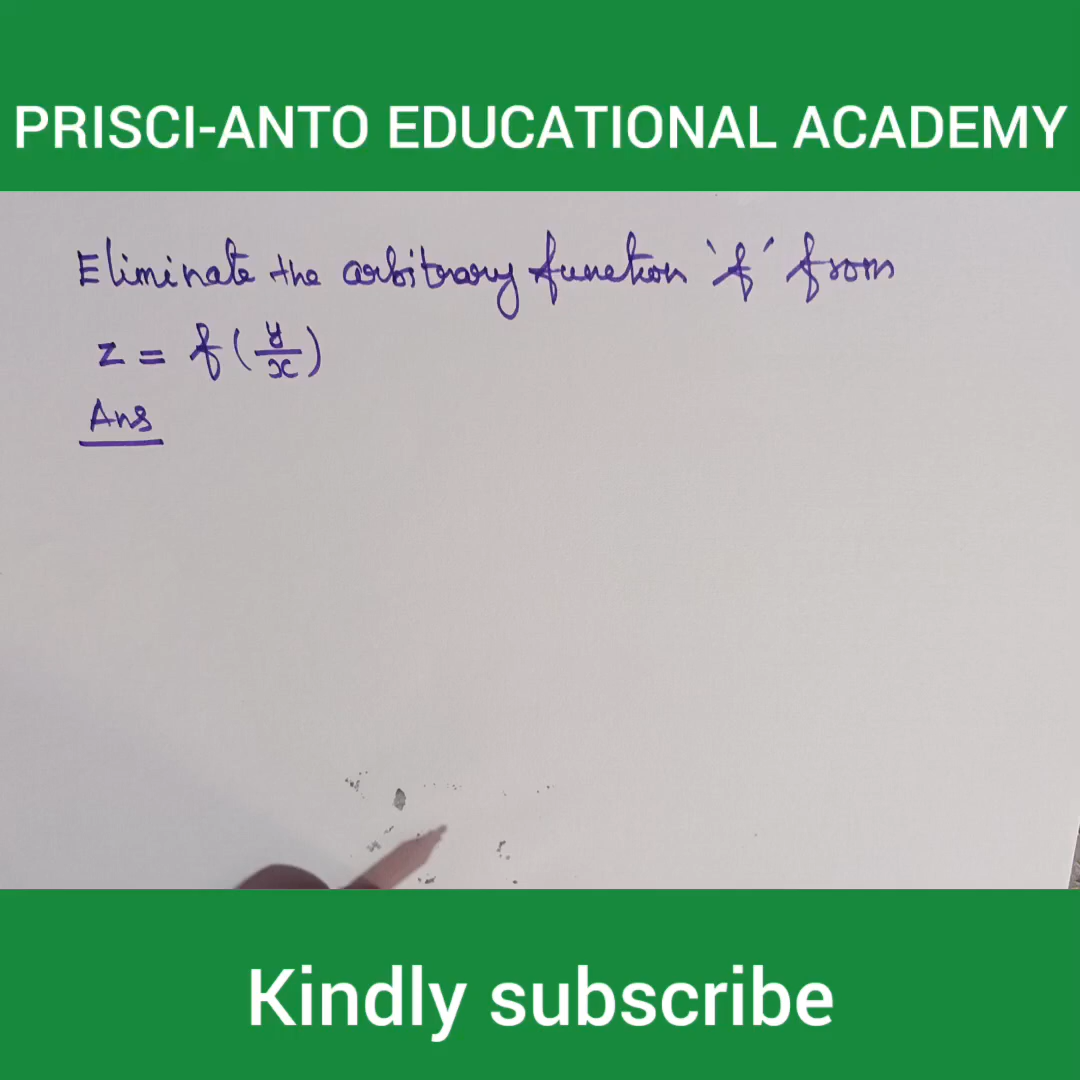 PRISCI-ANTO EDUCATIONAL ACADEMY
Eliminate the arbitrary function 'f' from
z = f(y/x)
Ans
Kindly subscribe